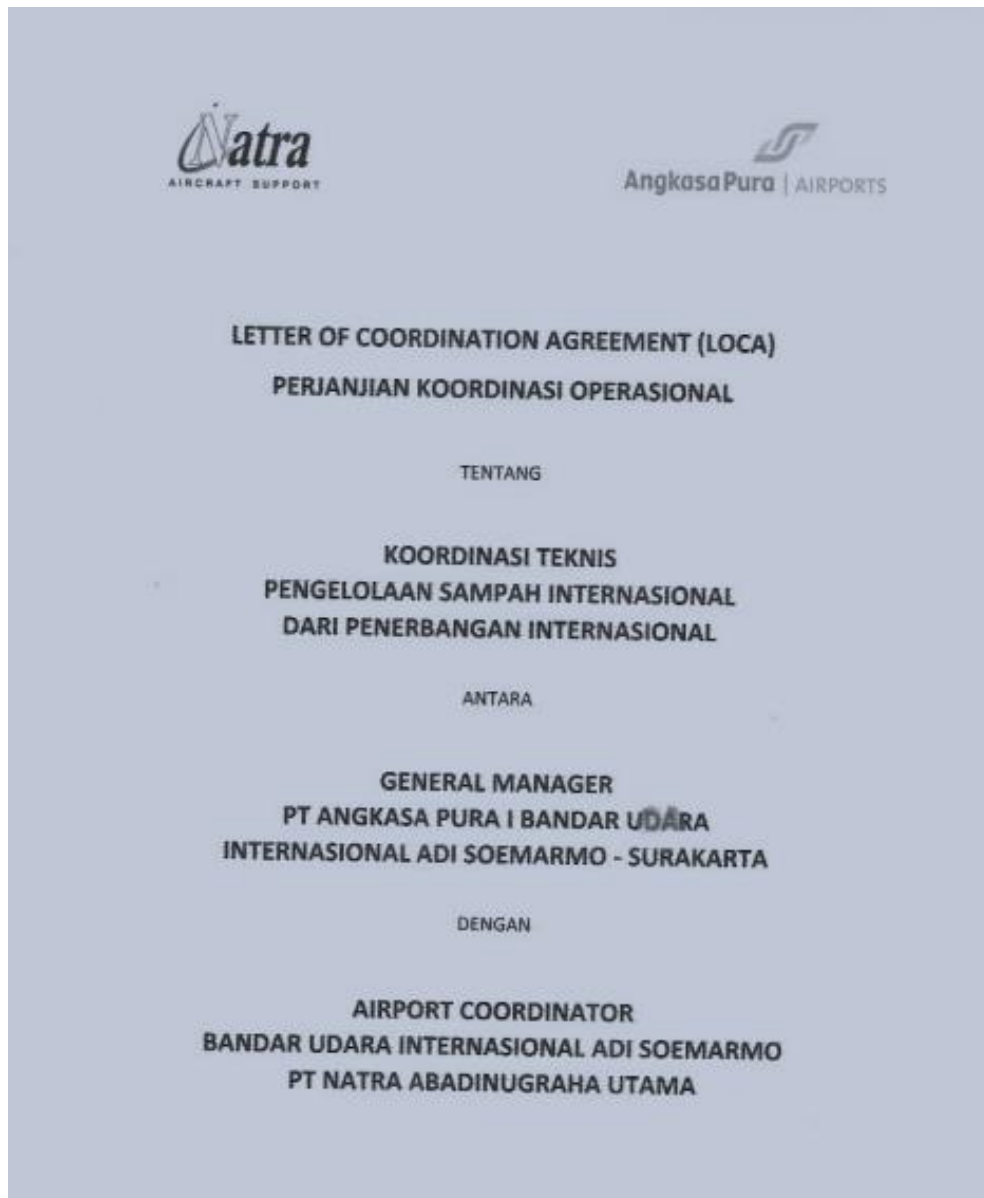 Natra
AIRCRAFT SUPPORT
AngkasaPura | AIRPORTS
LETTER OF COORDINATION AGREEMENT (LOCA)
PERJANJIAN KOORDINASI OPERASIONAL
TENTANG
KOORDINASI TEKNIS
PENGELOLAAN SAMPAH INTERNASIONAL
DARI PENERBANGAN INTERNASIONAL
ANTARA
GENERAL MANAGER
PT ANGKASA PURA I BANDAR UDARA
INTERNASIONAL ADI SOEMARMO - SURAKARTA
DENGAN
AIRPORT COORDINATOR
BANDAR UDARA INTERNASIONAL ADI SOEMARMO
PT NATRA ABADINUGRAHA UTAMA